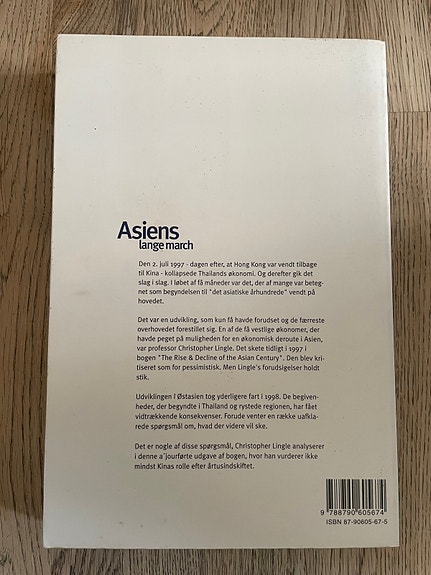 Asiens
lange march
Den 2. juli 1997 - dagen efter, at Hong Kong var vendt tilbage
til Kina - kollapsede Thailands økonomi. Og derefter gik det
slag i slag. I løbet af få måneder var det, der af mange var beteg-
net som begyndelsen til "det asiatiske århundrede" vendt på
hovedet.
Det var en udvikling, som kun få havde forudset og de færreste
overhovedet forestillet sig. En af de få vestlige økonomer, der
havde peget på muligheden for en økonomisk deroute i Asien,
var professor Christopher Lingle. Det skete tidligt i 1997 i
bogen "The Rise & Decline of the Asian Century". Den blev kri-
tiseret som for pessimistisk. Men Lingle's forudsigelser holdt
stik.
Udviklingen I Østasien tog yderligere fart i 1998. De begiven-
heder, der begyndte i Thailand og rystede regionen, har fået
vidtrækkende konsekvenser. Forude venter en række uafkla-
rede spørgsmål om, hvad der videre vil ske.
Det er nogle af disse spørgsmål, Christopher Lingle analyserer
i denne a´jourførte udgave af bogen, hvor han vurderer ikke
mindst Kinas rolle efter årtusindskiftet.
9 788790 605674
ISBN 87-90605-67-5